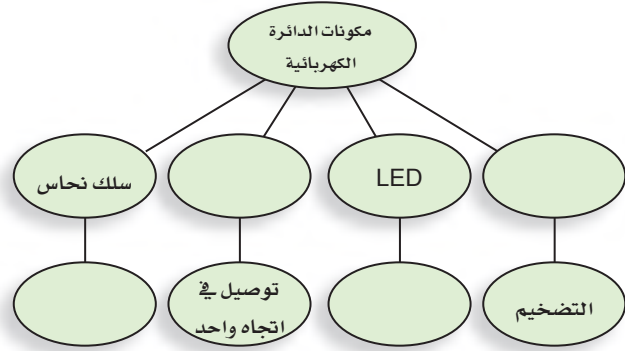 مكونات الدائرة
الكهربائية
سلك نحاس
LED
توصيل في
اتجاه واحد
التضخيم